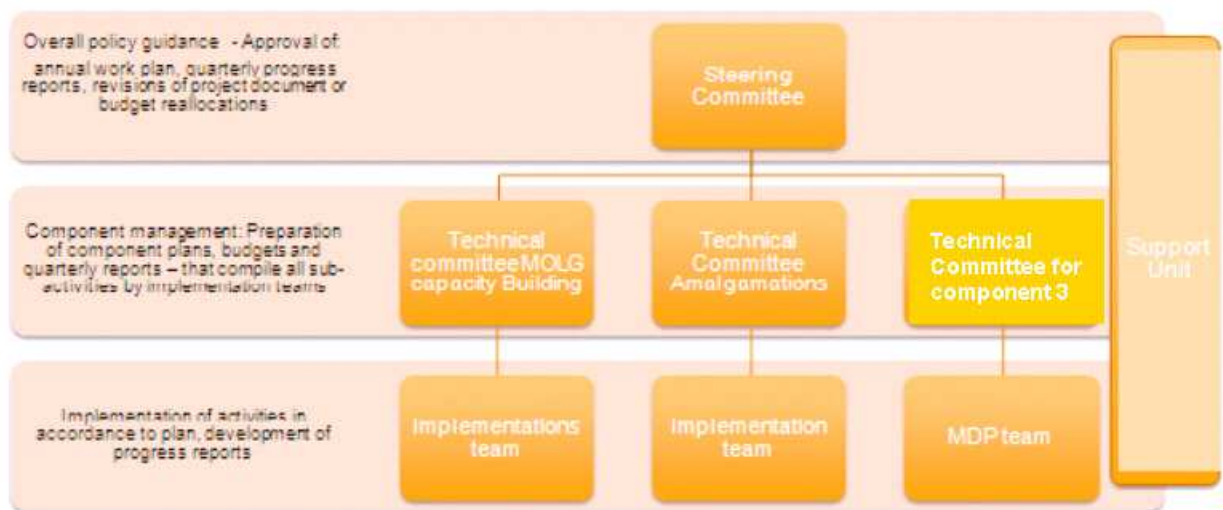 Overall policy guidance - Approval of:
annual work plan, quarterly progress
reports, revisions of project document or
budget reallocations
Steering
Committee
Component management: Preparation
of component plans, budgets and
quarterly reports – that compile all sub-
activities by implementation teams
Technical
committee MOLG
capacity Building
Technical
Committee
Amalgamations
Technical
Committee for
component 3
Support
Unit
Implementation of activities in
accordance to plan, development of
progress reports
Implementations
team
Implementation
team
MDP team